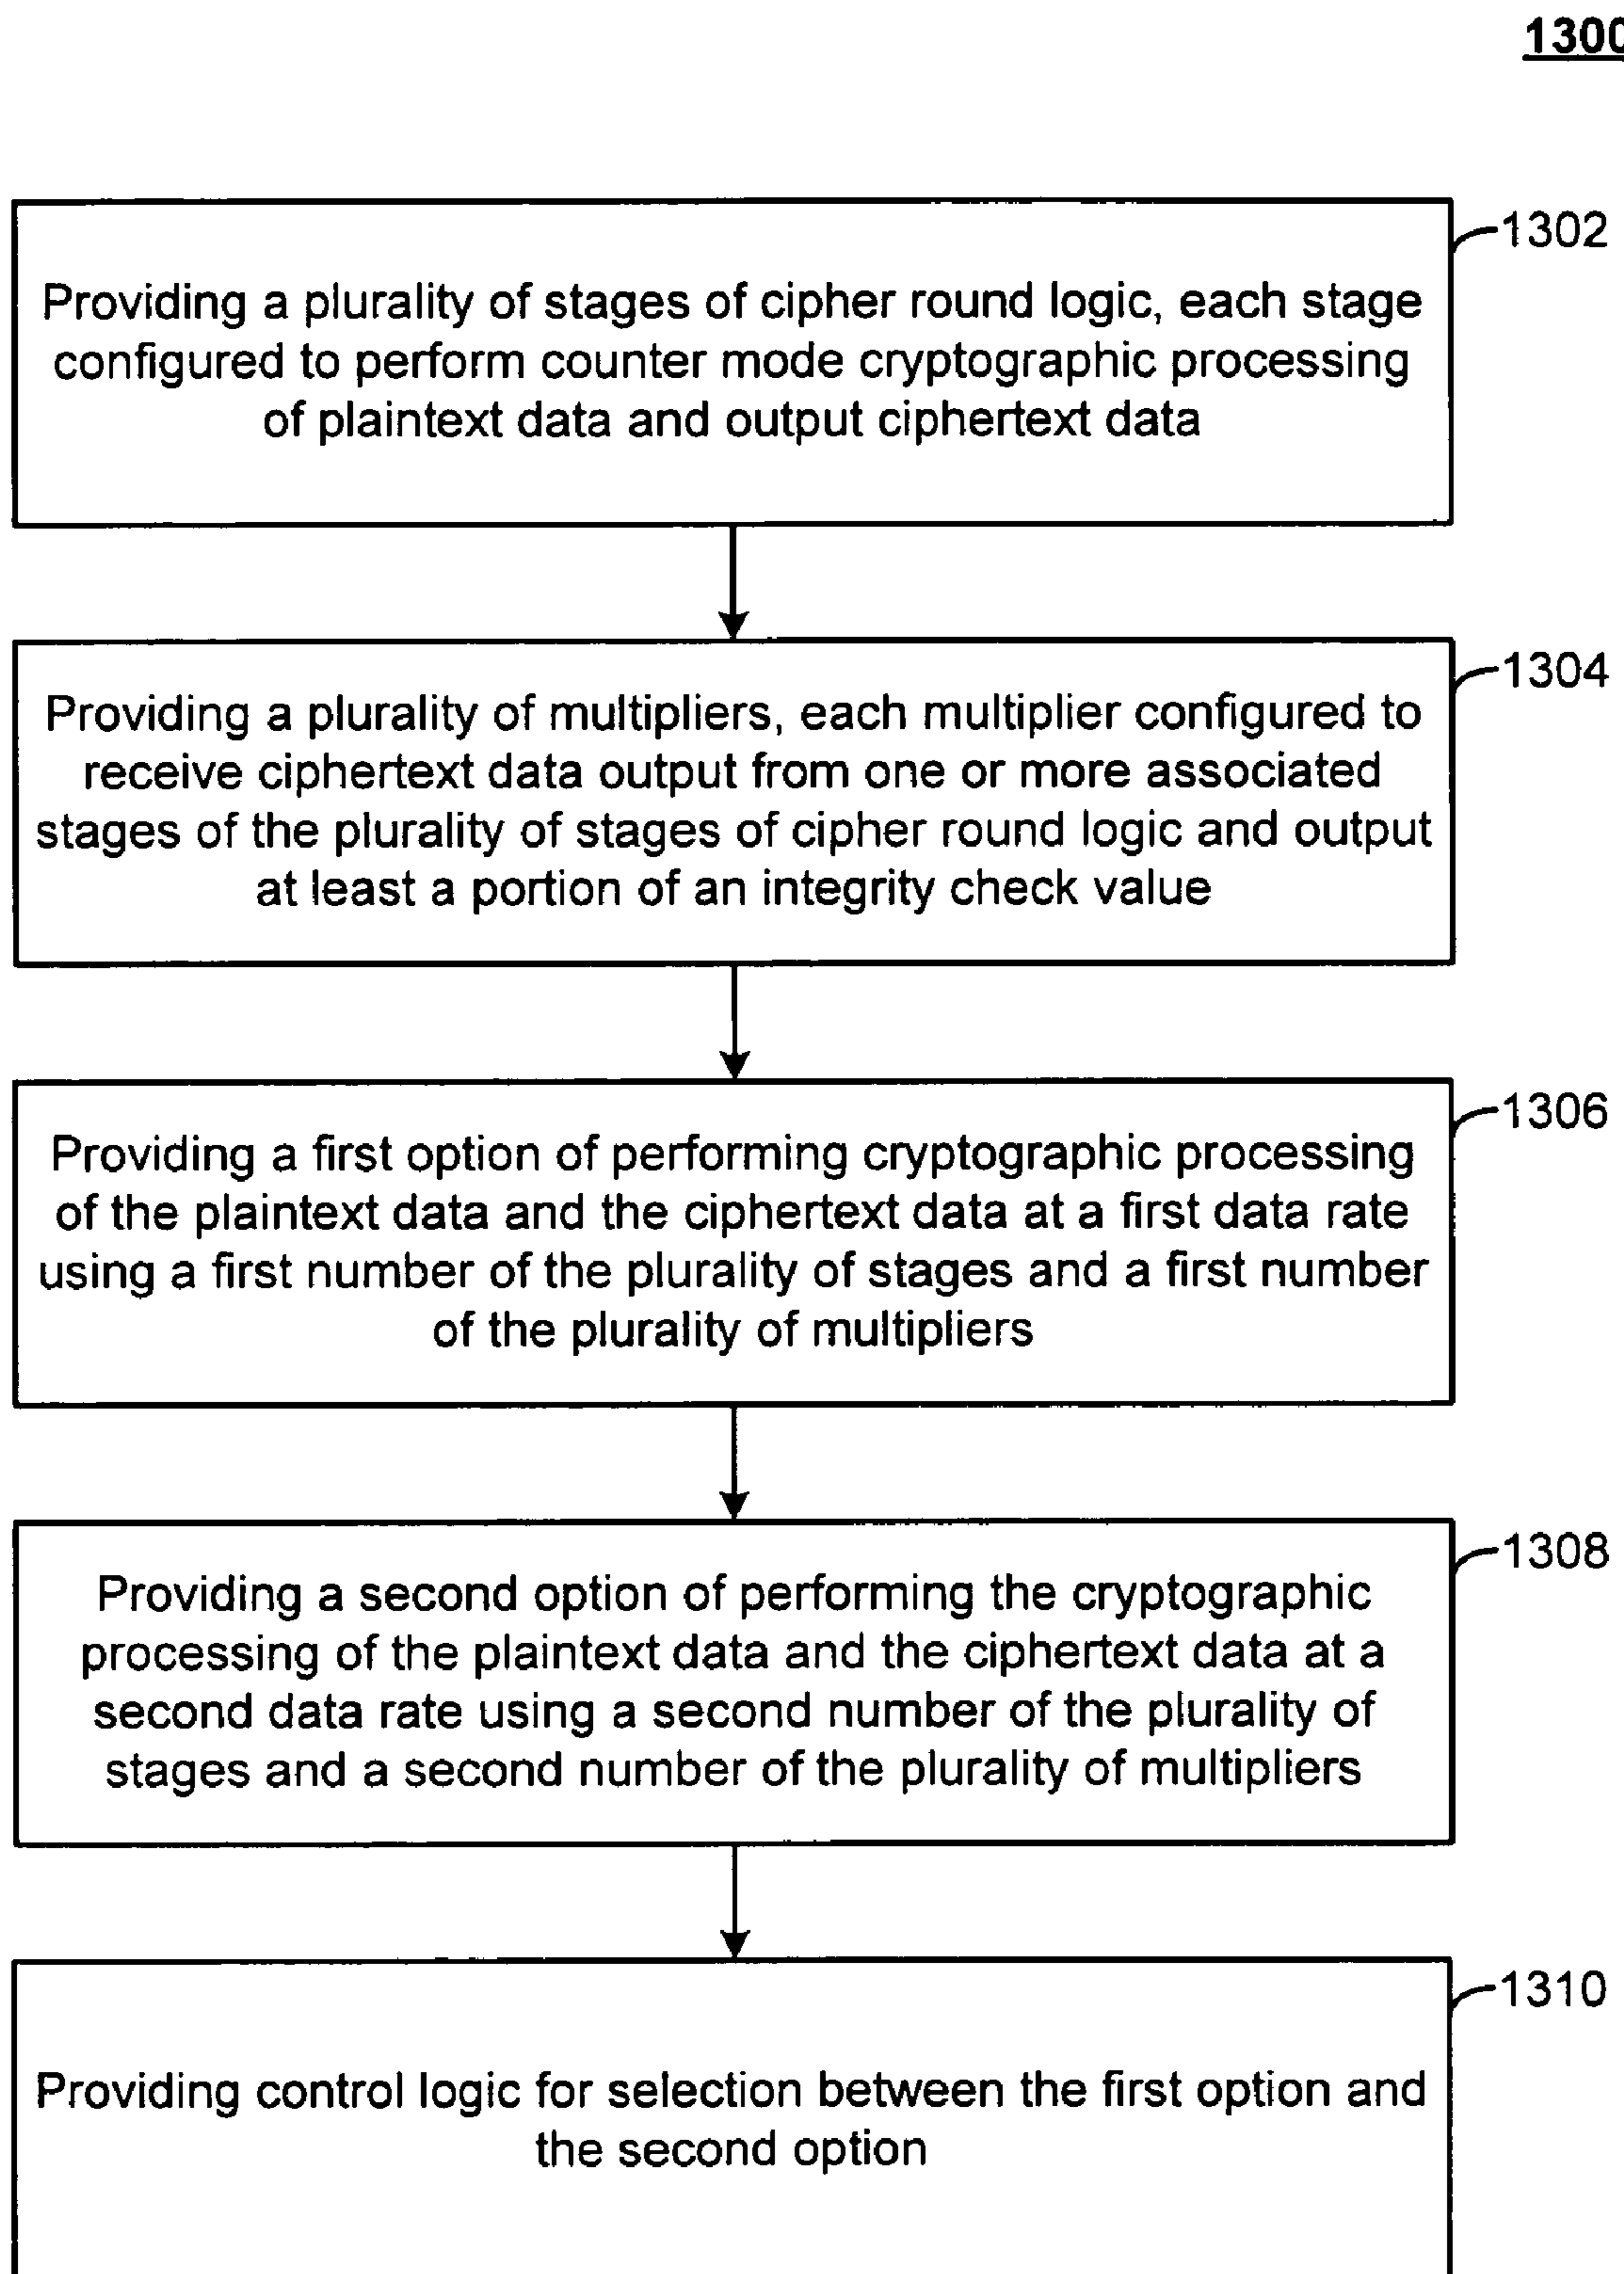 1300
1302
Providing a plurality of stages of cipher round logic, each stage
configured to perform counter mode cryptographic processing
of plaintext data and output ciphertext data
1304
Providing a plurality of multipliers, each multiplier configured to
receive ciphertext data output from one or more associated
stages of the plurality of stages of cipher round logic and output
at least a portion of an integrity check value
1306
Providing a first option of performing cryptographic processing
of the plaintext data and the ciphertext data at a first data rate
using a first number of the plurality of stages and a first number
of the plurality of multipliers
1308
Providing a second option of performing the cryptographic
processing of the plaintext data and the ciphertext data at a
second data rate using a second number of the plurality of
stages and a second number of the plurality of multipliers
1310
Providing control logic for selection between the first option and
the second option